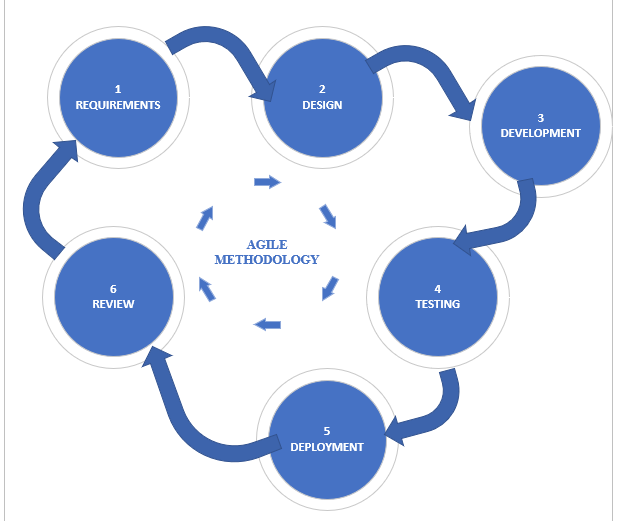 1
REQUIREMENTS
2
DESIGN
3
DEVELOPMENT
4
TESTING
5
DEPLOYMENT
6
REVIEW
AGILE
METHODOLOGY